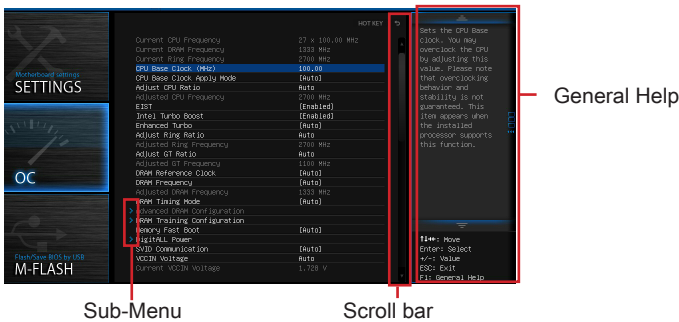 HOT KEY
Current CPU Frequency 27 x 100.00 MHz
Current DRAM Frequency 1333 MHz
Current Ring Frequency 2700 MHz
CPU Base Clock (MHz) 100.00
CPU Base Clock Apply Mode [Auto]
Adjust CPU Ratio Auto
Adjusted CPU Frequency 2700 MHz
EIST [Enabled]
Intel Turbo Boost [Enabled]
Enhanced Turbo [Auto]
Adjust Ring Ratio Auto
Adjusted Ring Frequency 2700 MHz
Adjust GT Ratio Auto
Adjusted GT Frequency 1100 MHz
DRAM Reference Clock [Auto]
DRAM Frequency [Auto]
Adjusted DRAM Frequency 1333 MHz
DRAM Timing Mode [Auto]
> Advanced DRAM Configuration
> DRAM Training Configuration
Memory Fast Boot [Auto]
> DigitALL Power
SVID Communication [Auto]
VCCIN Voltage Auto
Current VCCIN Voltage 1.728 V
Motherboard settings
SETTINGS
OC
Flash/Save BIOS by USB
M-FLASH
Sets the CPU Base
clock. You may
overclock the CPU
by adjusting this
value. Please note
that overclocking
behavior and
stability is not
guaranteed. This
item appears when
the installed
processor supports
this function.
↑↓→←: Move
Enter: Select
+/-: Value
ESC: Exit
F1: General Help
General Help
Sub-Menu
Scroll bar